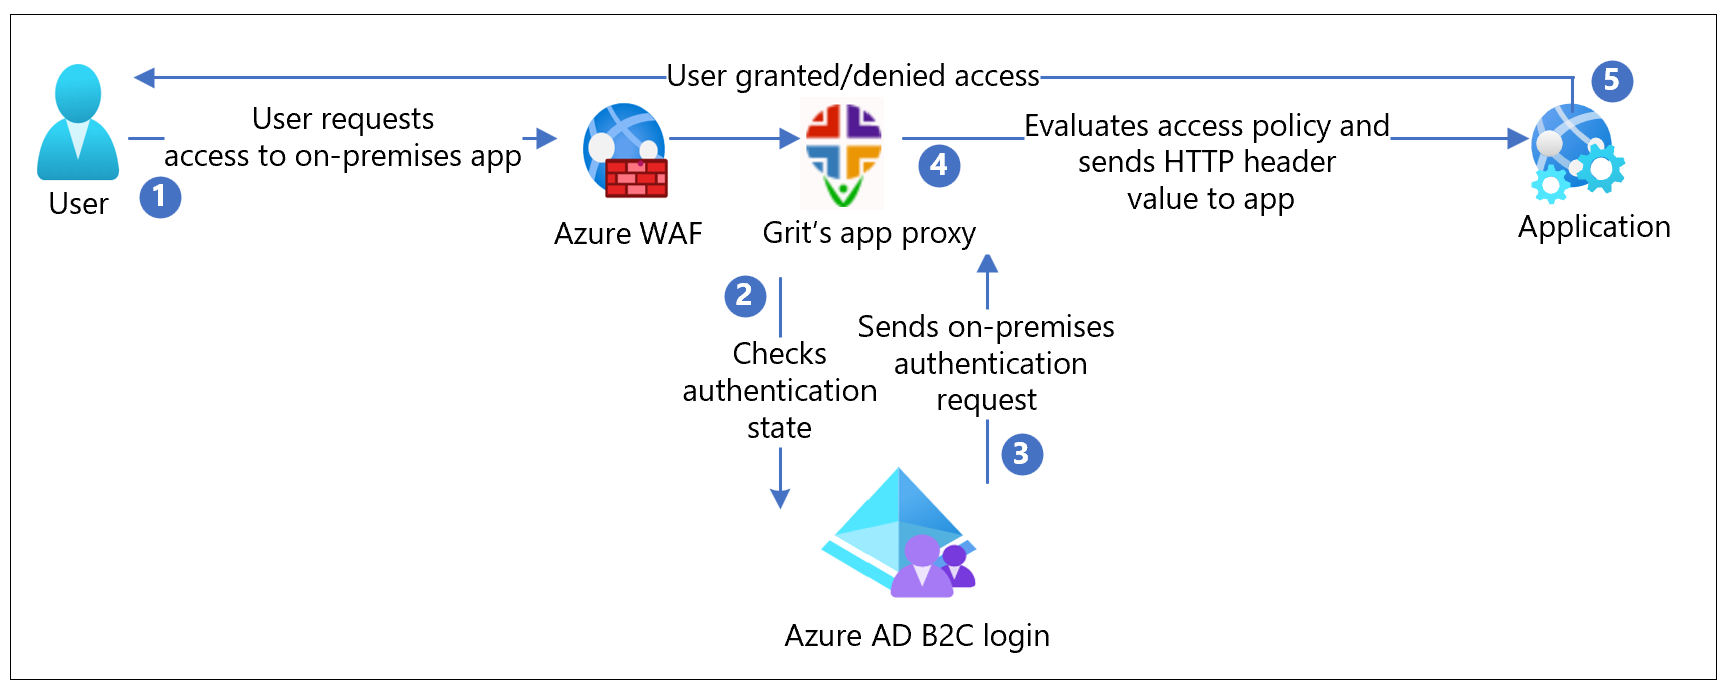 User granted/denied access
5
User requests
access to on-premises app
1
User
Azure WAF
Grit's app proxy
4
Evaluates access policy and
sends HTTP header
value to app
Application
2
Checks
authentication
state
Sends on-premises
authentication
request
3
Azure AD B2C login